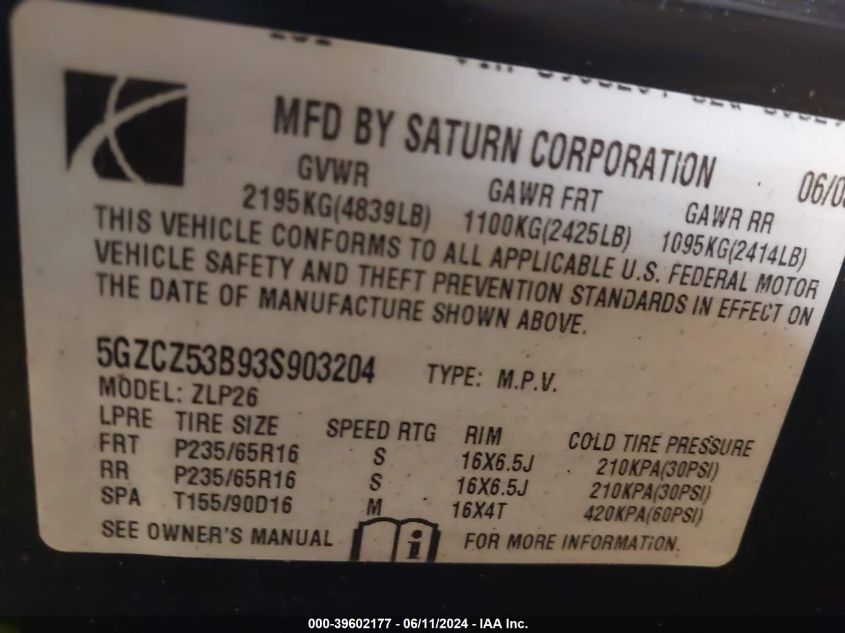 MFD BY SATURN CORPORATION
GVWR GAWR FRT GAWR RR
2195KG(4839LB) 1100KG(2425LB) 1095KG(2414LB)
THIS VEHICLE CONFORMS TO ALL APPLICABLE U.S. FEDERAL MOTOR
VEHICLE SAFETY AND THEFT PREVENTION STANDARDS IN EFFECT ON
THE DATE OF MANUFACTURE SHOWN ABOVE.
5GZCZ53B93S903204 TYPE: M.P.V.
MODEL: ZLP26
LPRE TIRE SIZE SPEED RTG RIM COLD TIRE PRESSURE
FRT P235/65R16 S 16X6.5J 210KPA(30PSI)
RR P235/65R16 S 16X6.5J 210KPA(30PSI)
SPA T155/90D16 M 16X4T 420KPA(60PSI)
SEE OWNER'S MANUAL i FOR MORE INFORMATION.
000-39602177 - 06/11/2024 - IAA Inc.